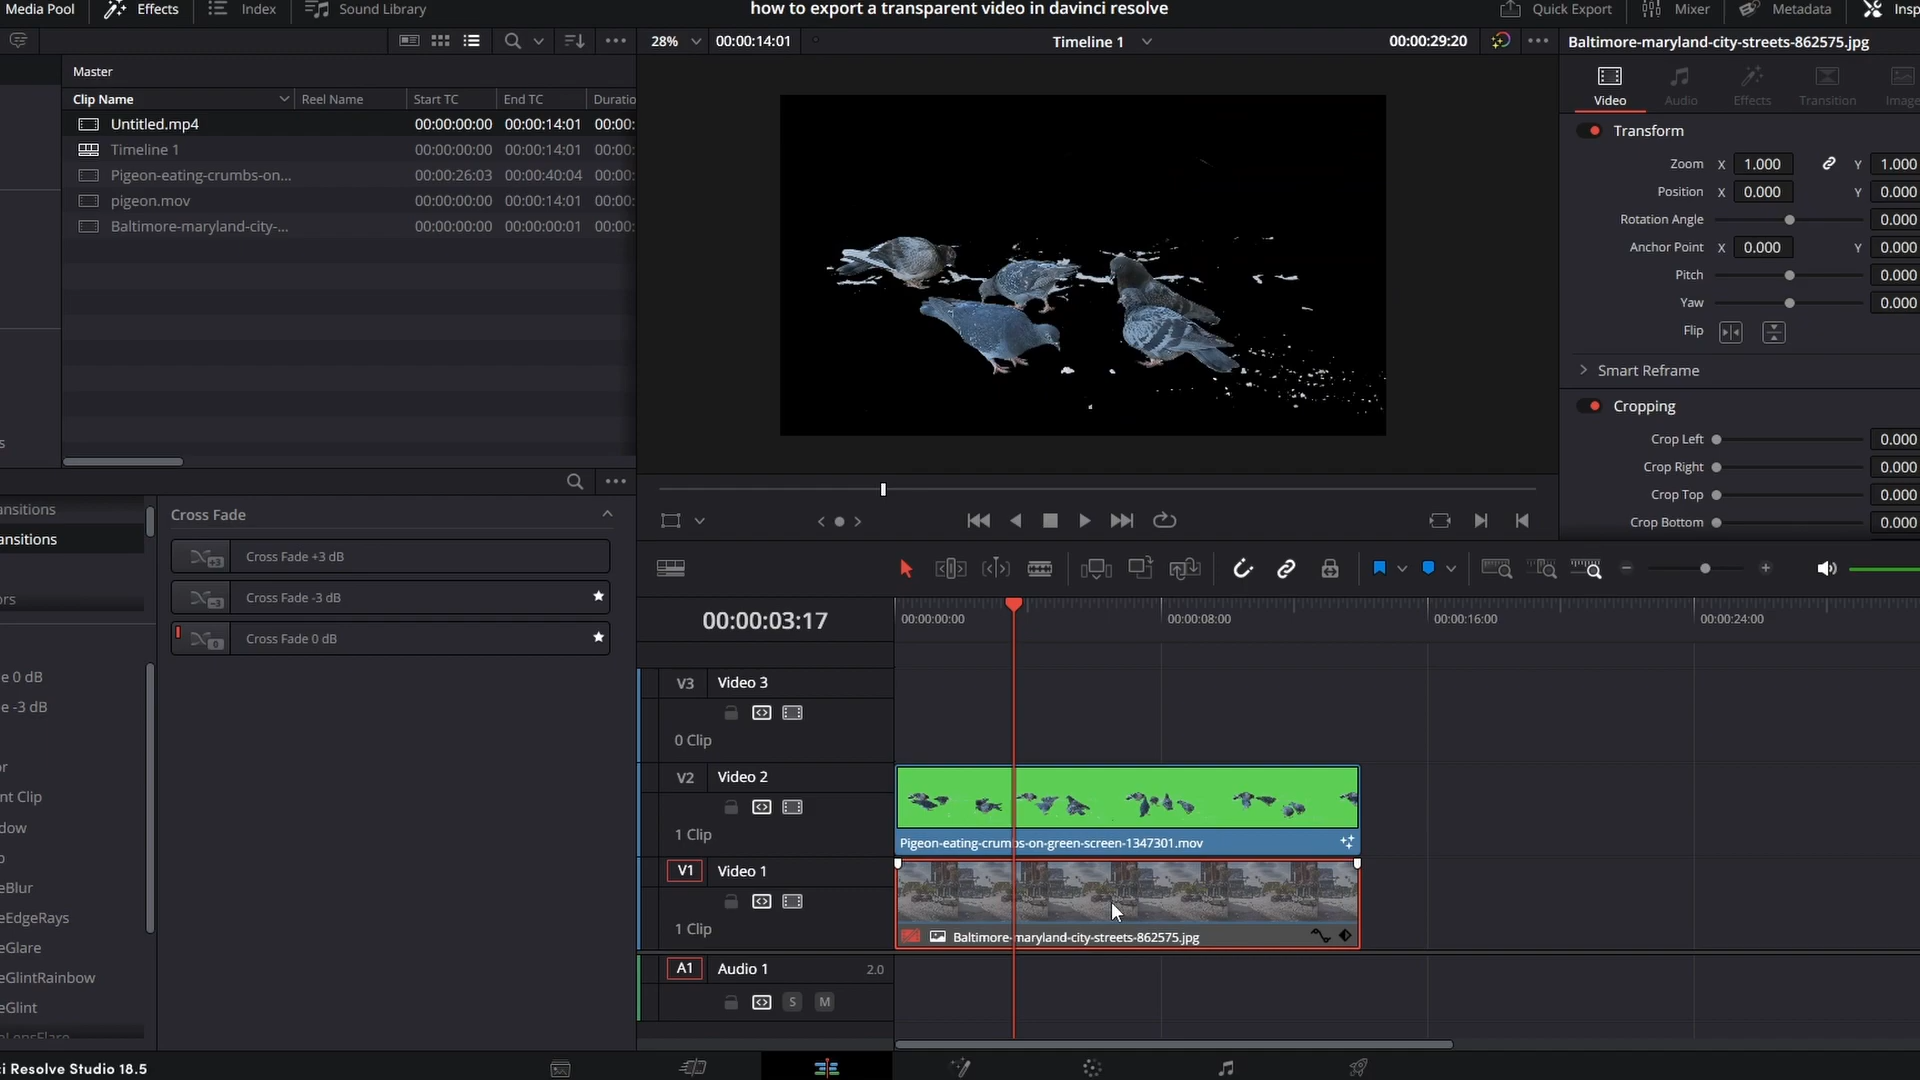 Media Pool
Effects
Index
Sound Library
how to export a transparent video in davinci resolve
Quick Export
Mixer
Metadata
Insp
28%
00:00:14:01
Timeline 1
00:00:29:20
Baltimore-maryland-city-streets-862575.jpg
Master
Clip Name
Reel Name
Start TC
End TC
Duratio
Untitled.mp4 00:00:00:00 00:00:14:01 00:00:
Timeline 1 00:00:00:00 00:00:14:01 00:00:
Pigeon-eating-crumbs-on... 00:00:26:03 00:00:40:04 00:00:
pigeon.mov 00:00:00:00 00:00:14:01 00:00:
Baltimore-maryland-city-... 00:00:00:00 00:00:00:01 00:00:
s
Video
Audio
Effects
Transition
Image
Transform
Zoom X 1.000 Y 1.000
Position X 0.000 Y 0.000
Rotation Angle 0.000
Anchor Point X 0.000 Y 0.000
Pitch 0.000
Yaw 0.000
Flip
Smart Reframe
Cropping
Crop Left 0.000
Crop Right 0.000
Crop Top 0.000
Crop Bottom 0.000
ansitions
ansitions
ors
e 0 dB
e -3 dB
or
nt Clip
dow
p
eBlur
eEdgeRays
eGlare
eGlintRainbow
eGlint
Cross Fade
+3 Cross Fade +3 dB
-3 Cross Fade -3 dB
0 Cross Fade 0 dB
00:00:03:17
00:00:00:00
00:00:08:00
00:00:16:00
00:00:24:00
V3 Video 3
0 Clip
V2 Video 2
1 Clip
Pigeon-eating-crumbs-on-green-screen-1347301.mov
V1 Video 1
1 Clip
Baltimore-maryland-city-streets-862575.jpg
A1 Audio 1 2.0
S M
ci Resolve Studio 18.5